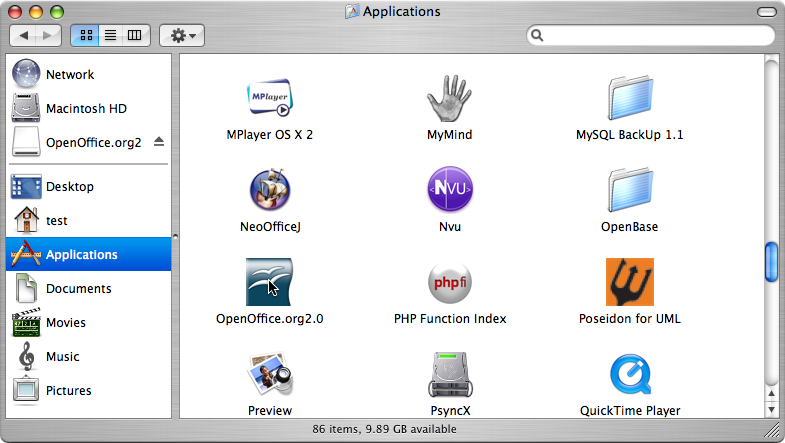 Applications
Network
Macintosh HD
OpenOffice.org2
Desktop
test
Applications
Documents
Movies
Music
Pictures
MPlayer
MPlayer OS X 2
MyMind
MySQL BackUp 1.1
NeoOfficeJ
NVU
Nvu
OpenBase
OpenOffice.org2.0
phpfi
PHP Function Index
Poseidon for UML
Preview
PsyncX
QuickTime Player
86 items, 9.89 GB available